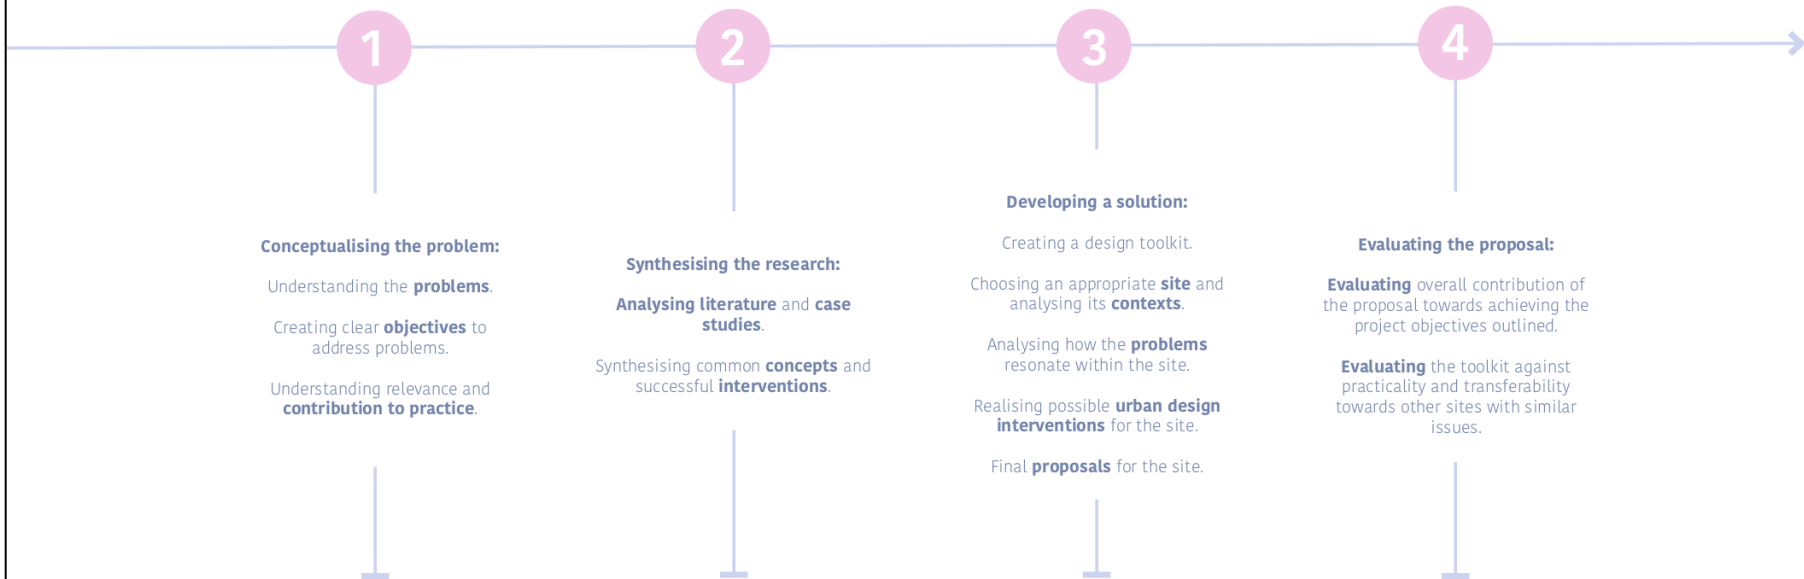 1
2
3
4
Conceptualising the problem:
Understanding the problems.
Creating clear objectives to
address problems.
Understanding relevance and
contribution to practice.
Synthesising the research:
Analysing literature and case
studies.
Synthesising common concepts and
successful interventions.
Developing a solution:
Creating a design toolkit.
Choosing an appropriate site and
analysing its contexts.
Analysing how the problems
resonate within the site.
Realising possible urban design
interventions for the site.
Final proposals for the site.
Evaluating the proposal:
Evaluating overall contribution of
the proposal towards achieving the
project objectives outlined.
Evaluating the toolkit against
practicality and transferability
towards other sites with similar
issues.